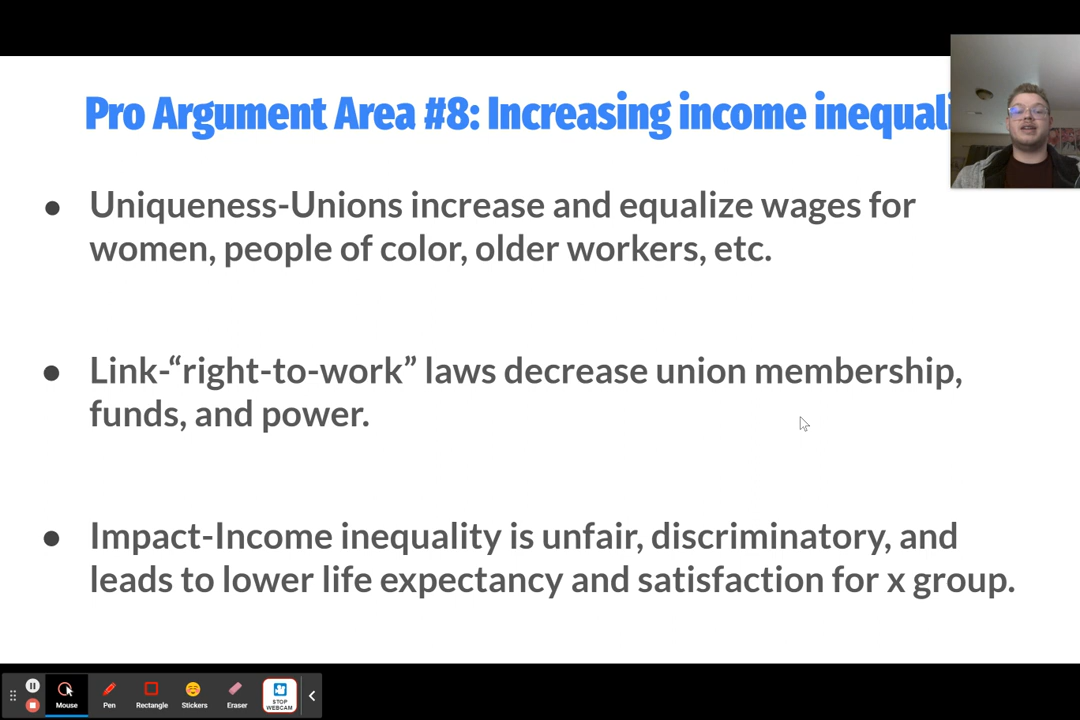 Pro Argument Area #8: Increasing income inequali
● Uniqueness-Unions increase and equalize wages for
women, people of color, older workers, etc.
● Link-“right-to-work” laws decrease union membership,
funds, and power.
● Impact-Income inequality is unfair, discriminatory, and
leads to lower life expectancy and satisfaction for x group.
Mouse Pen Rectangle Stickers Eraser STOP WEBCAM